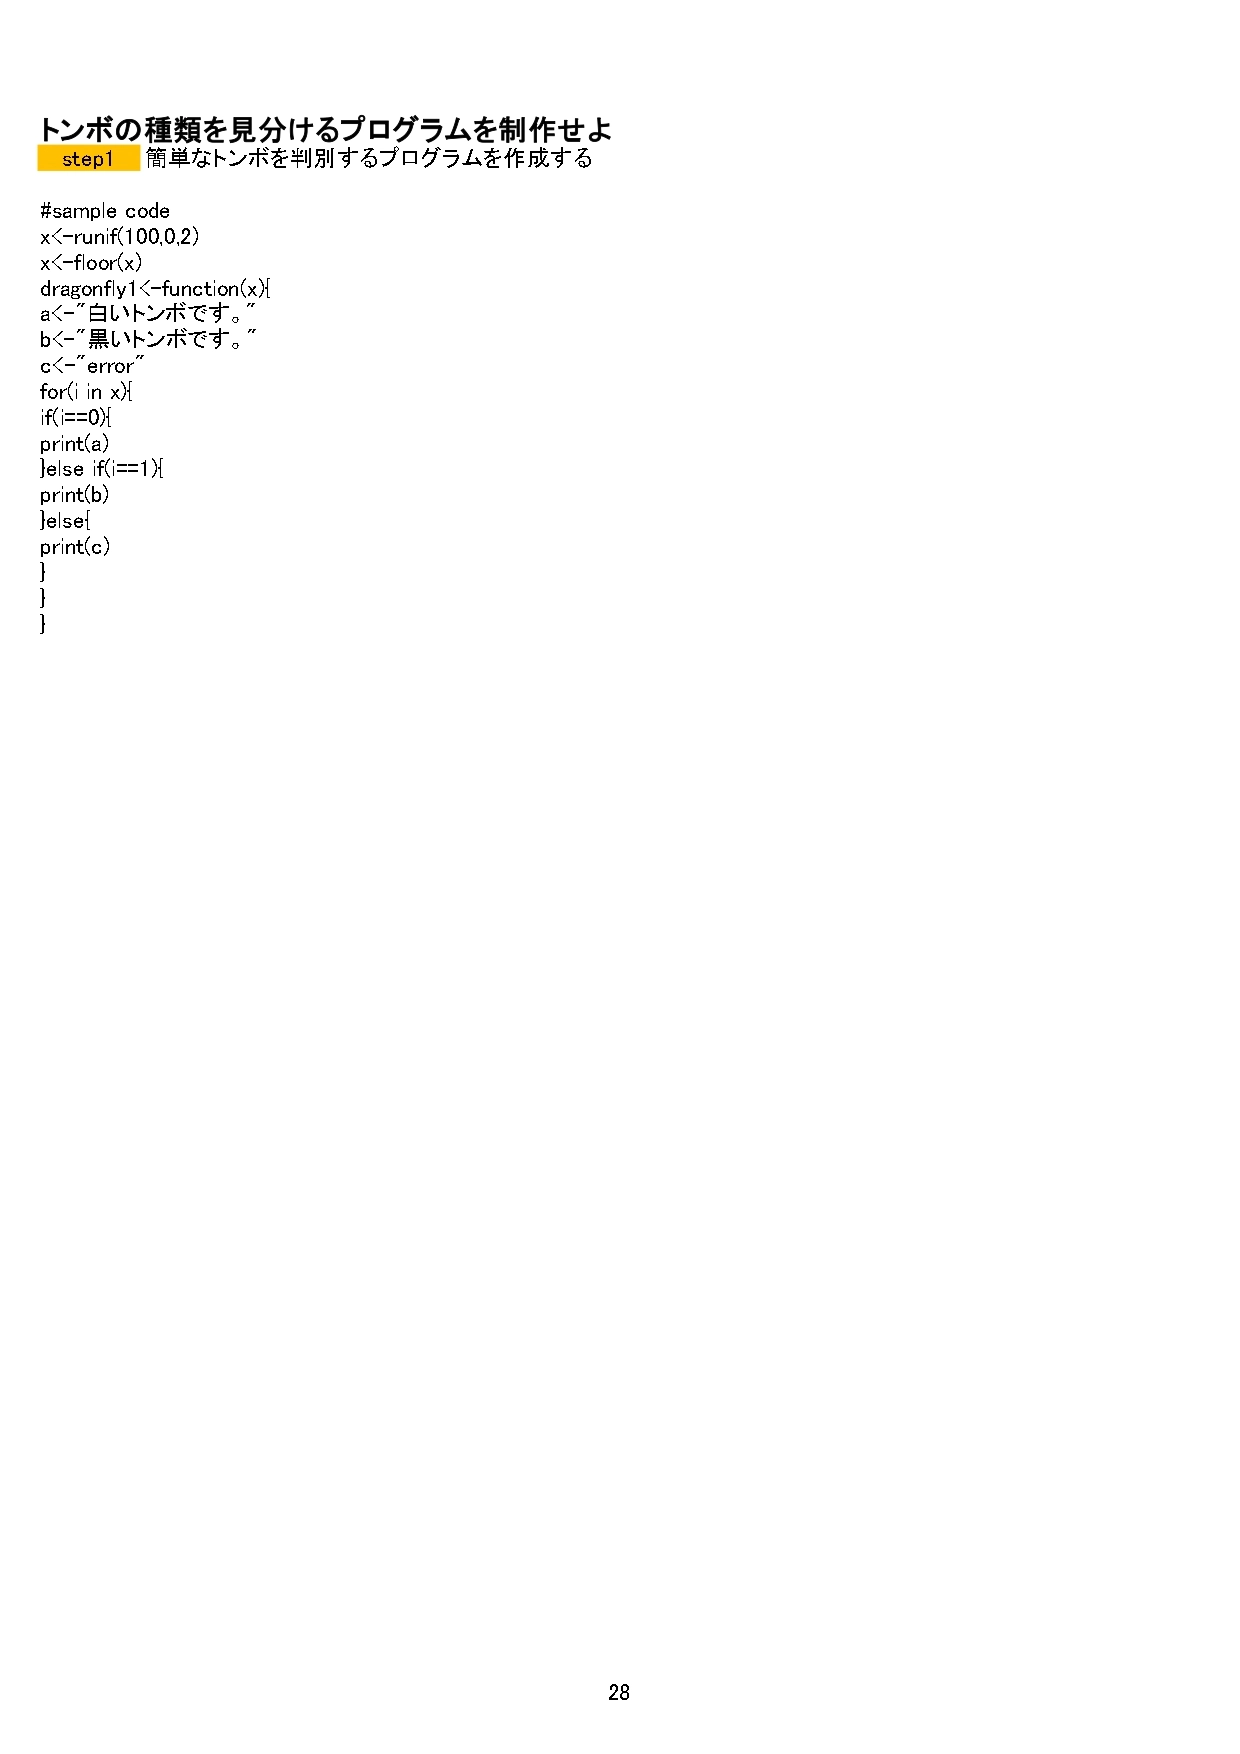 トンボの種類を見分けるプログラムを制作せよ
step1 簡単なトンボを判別するプログラムを作成する
#sample code
x<-runif(100,0,2)
x<-floor(x)
dragonfly1<-function(x){
a<-"白いトンボです。"
b<-"黒いトンボです。"
c<-"error"
for(i in x){
if(i==0){
print(a)
}else if(i==1){
print(b)
}else{
print(c)
}
}
}
28